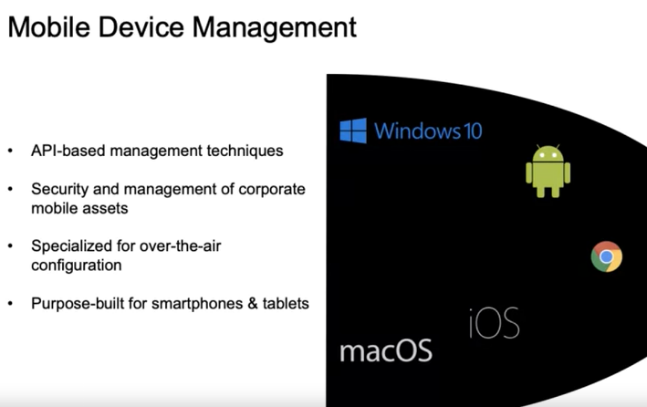 Mobile Device Management
• API-based management techniques
• Security and management of corporate
mobile assets
• Specialized for over-the-air
configuration
• Purpose-built for smartphones & tablets
Windows 10
iOS
macOS